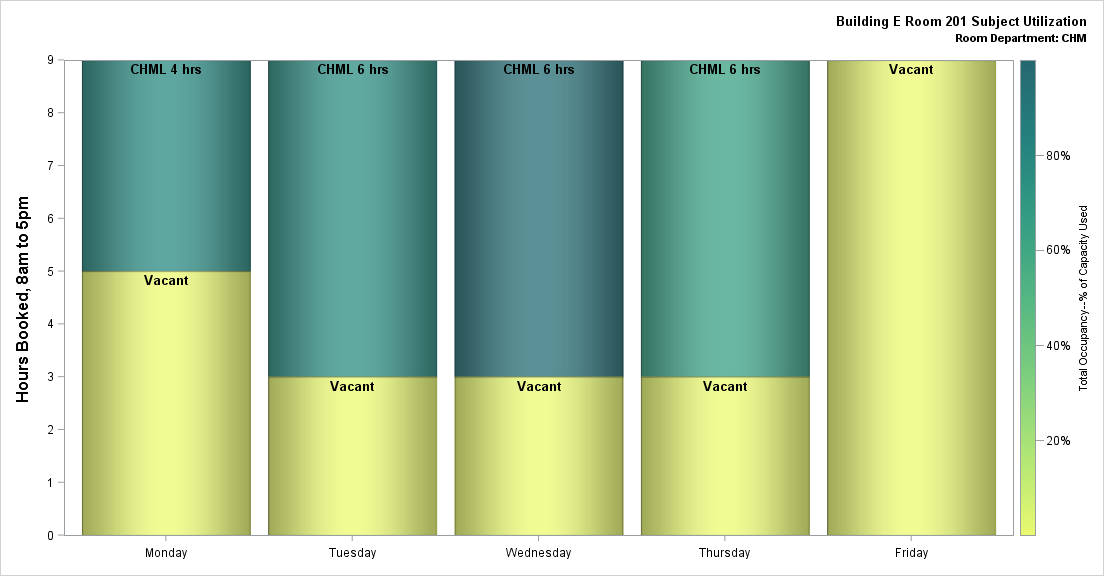 Building E Room 201 Subject Utilization
Room Department: CHM
Hours Booked, 8am to 5pm
9
8
7
6
5
4
3
2
1
0
CHML 4 hrs
Vacant
CHML 6 hrs
Vacant
CHML 6 hrs
Vacant
CHML 6 hrs
Vacant
Vacant
Monday
Tuesday
Wednesday
Thursday
Friday
80%
60%
40%
20%
Total Occupancy--% of Capacity Used